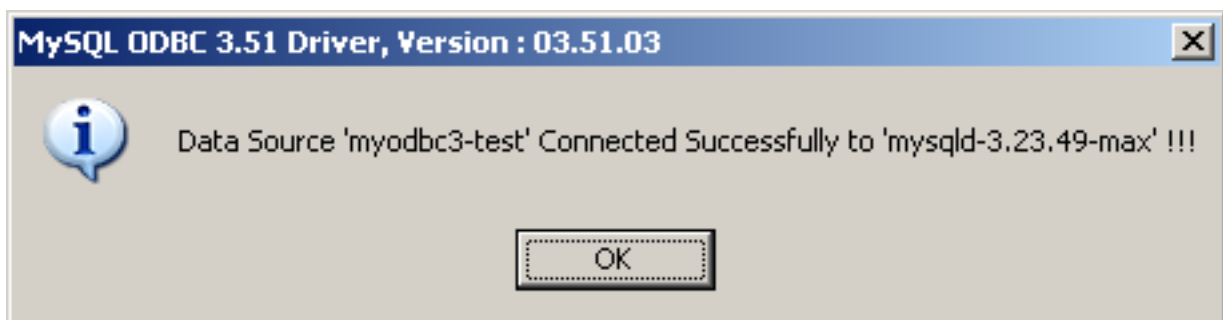 MySQL ODBC 3.51 Driver, Version : 03.51.03
Data Source 'myodbc3-test' Connected Successfully to 'mysqld-3.23.49-max' !!!
OK